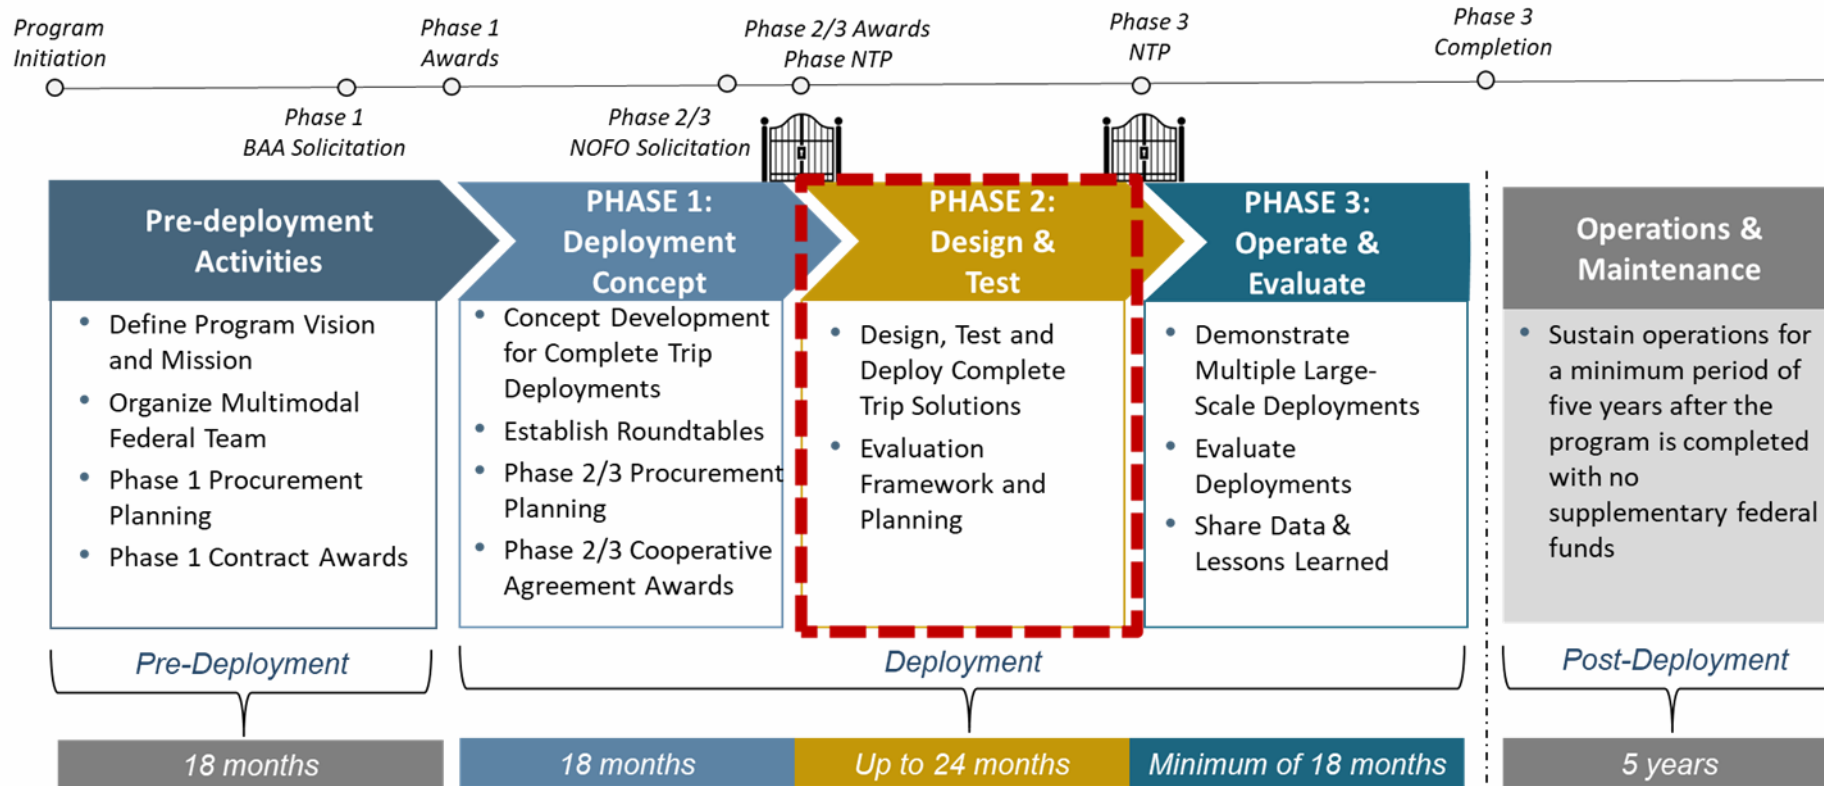 Program
Initiation
Phase 1
Awards
Phase 2/3 Awards
Phase NTP
Phase 3
NTP
Phase 3
Completion
Phase 1
BAA Solicitation
Phase 2/3
NOFO Solicitation
Pre-deployment
Activities
• Define Program Vision
and Mission
• Organize Multimodal
Federal Team
• Phase 1 Procurement
Planning
• Phase 1 Contract Awards
PHASE 1:
Deployment
Concept
• Concept Development
for Complete Trip
Deployments
• Establish Roundtables
• Phase 2/3 Procurement
Planning
• Phase 2/3 Cooperative
Agreement Awards
PHASE 2:
Design &
Test
• Design, Test and
Deploy Complete
Trip Solutions
• Evaluation
Framework and
Planning
PHASE 3:
Operate &
Evaluate
• Demonstrate
Multiple Large-
Scale Deployments
• Evaluate
Deployments
• Share Data &
Lessons Learned
Operations &
Maintenance
• Sustain operations for
a minimum period of
five years after the
program is completed
with no
supplementary federal
funds
Pre-Deployment
Deployment
Post-Deployment
18 months
18 months
Up to 24 months
Minimum of 18 months
5 years